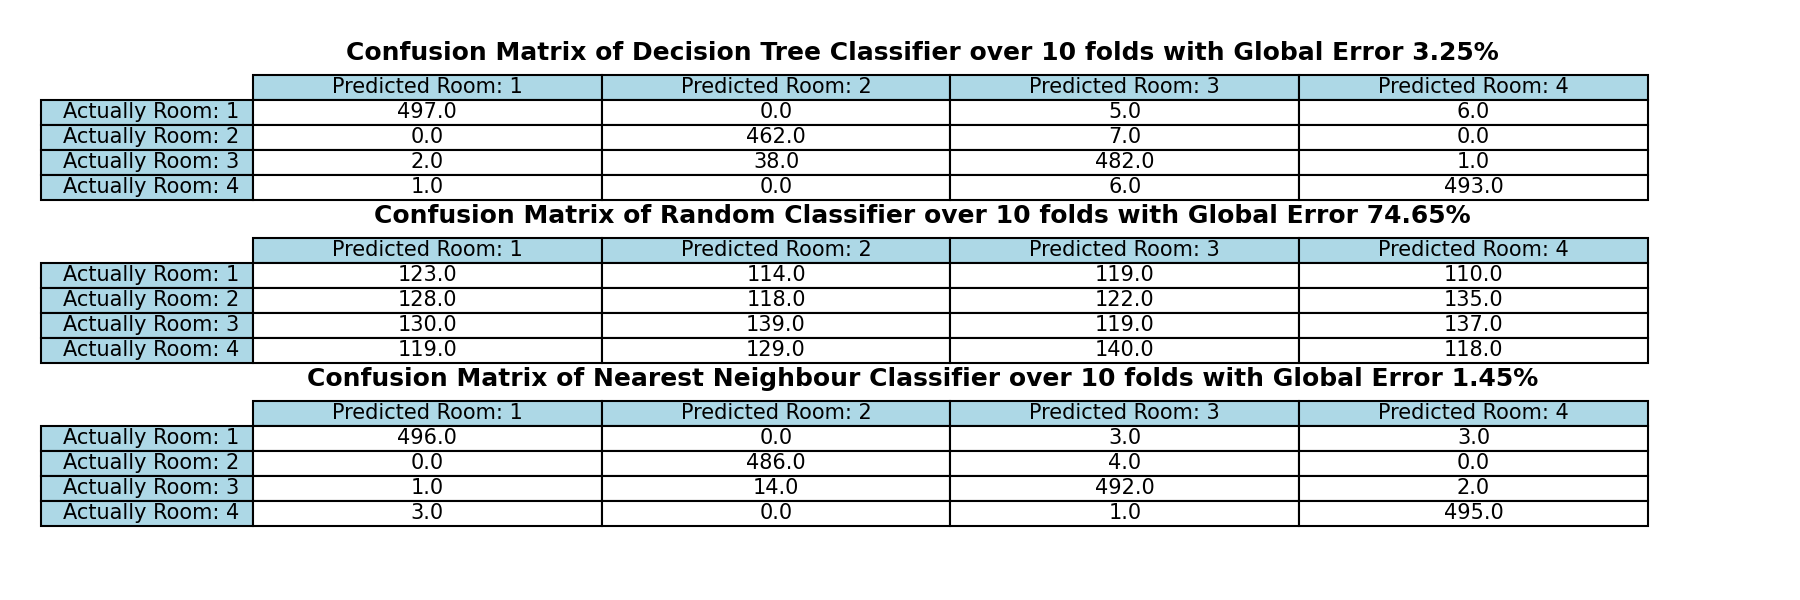 Confusion Matrix of Decision Tree Classifier over 10 folds with Global Error 3.25%
Predicted Room: 1 Predicted Room: 2 Predicted Room: 3 Predicted Room: 4
Actually Room: 1 497.0 0.0 5.0 6.0
Actually Room: 2 0.0 462.0 7.0 0.0
Actually Room: 3 2.0 38.0 482.0 1.0
Actually Room: 4 1.0 0.0 6.0 493.0
Confusion Matrix of Random Classifier over 10 folds with Global Error 74.65%
Predicted Room: 1 Predicted Room: 2 Predicted Room: 3 Predicted Room: 4
Actually Room: 1 123.0 114.0 119.0 110.0
Actually Room: 2 128.0 118.0 122.0 135.0
Actually Room: 3 130.0 139.0 119.0 137.0
Actually Room: 4 119.0 129.0 140.0 118.0
Confusion Matrix of Nearest Neighbour Classifier over 10 folds with Global Error 1.45%
Predicted Room: 1 Predicted Room: 2 Predicted Room: 3 Predicted Room: 4
Actually Room: 1 496.0 0.0 3.0 3.0
Actually Room: 2 0.0 486.0 4.0 0.0
Actually Room: 3 1.0 14.0 492.0 2.0
Actually Room: 4 3.0 0.0 1.0 495.0